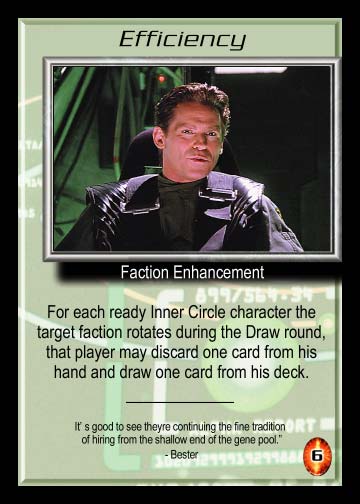 Efficiency
Faction Enhancement
For each ready Inner Circle character the
target faction rotates during the Draw round,
that player may discard one card from his
hand and draw one card from his deck.
It' s good to see theyre continuing the fine tradition
of hiring from the shallow end of the gene pool."
- Bester
6